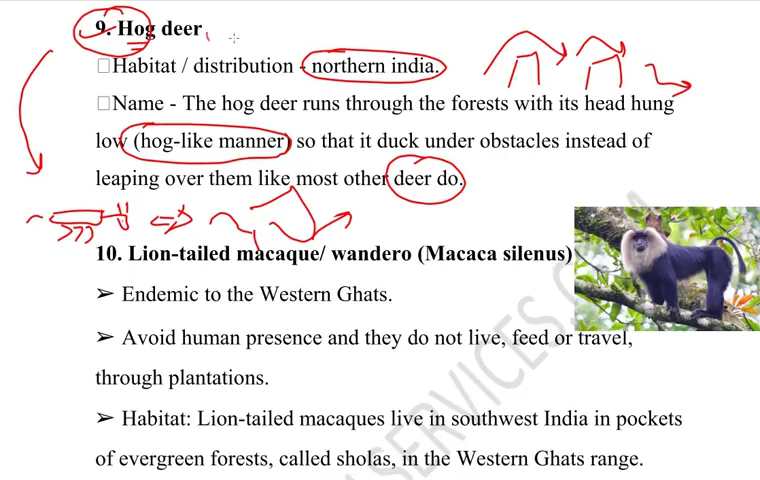 9. Hog deer
□Habitat / distribution - northern india.
□Name - The hog deer runs through the forests with its head hung
low (hog-like manner) so that it duck under obstacles instead of
leaping over them like most other deer do.
10. Lion-tailed macaque/ wandero (Macaca silenus)
➢ Endemic to the Western Ghats.
➢ Avoid human presence and they do not live, feed or travel,
through plantations.
➢ Habitat: Lion-tailed macaques live in southwest India in pockets
of evergreen forests, called sholas, in the Western Ghats range.